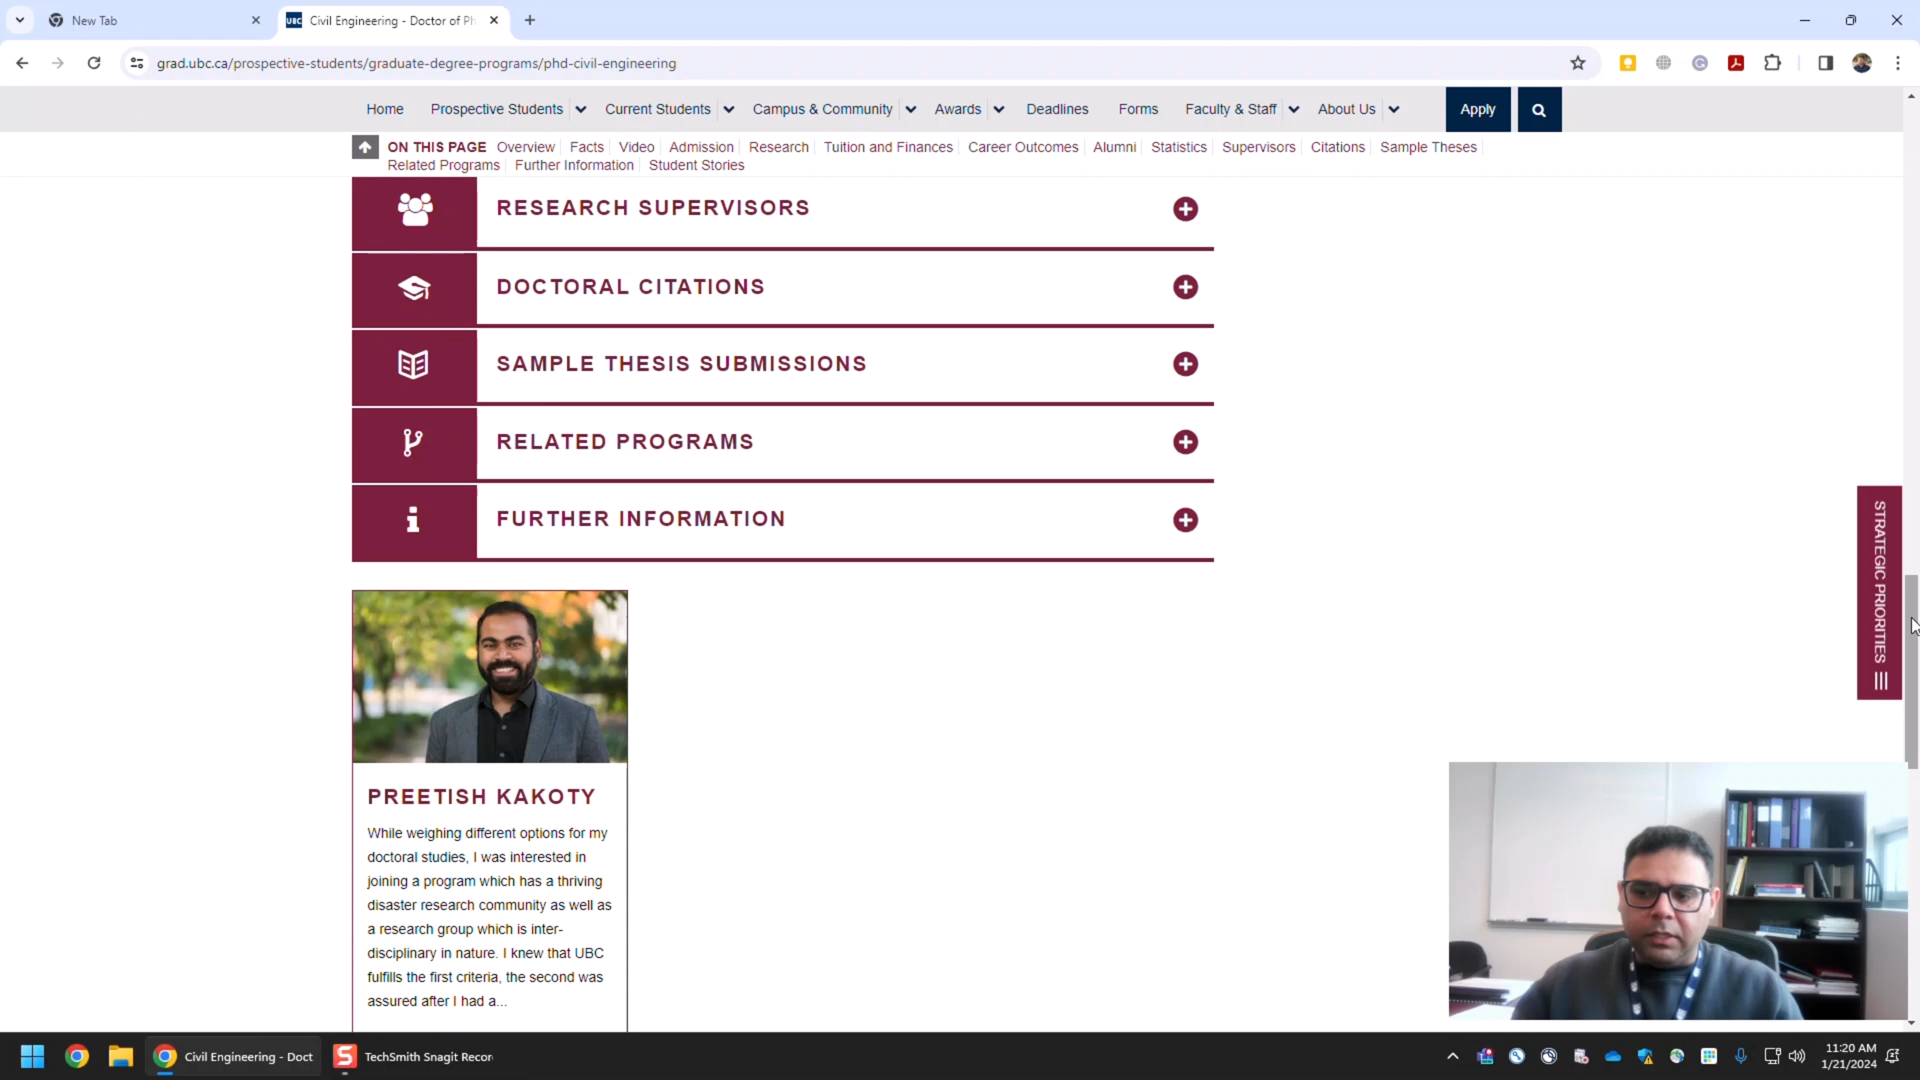 New Tab
UBC Civil Engineering - Doctor of Ph
grad.ubc.ca/prospective-students/graduate-degree-programs/phd-civil-engineering
Home Prospective Students Current Students Campus & Community Awards Deadlines Forms Faculty & Staff About Us Apply
ON THIS PAGE Overview Facts Video Admission Research Tuition and Finances Career Outcomes Alumni Statistics Supervisors Citations Sample Theses
Related Programs Further Information Student Stories
RESEARCH SUPERVISORS
DOCTORAL CITATIONS
SAMPLE THESIS SUBMISSIONS
RELATED PROGRAMS
FURTHER INFORMATION
STRATEGIC PRIORITIES
PREETISH KAKOTY
While weighing different options for my
doctoral studies, I was interested in
joining a program which has a thriving
disaster research community as well as
a research group which is inter-
disciplinary in nature. I knew that UBC
fulfills the first criteria, the second was
assured after I had a...
Civil Engineering - Doct
TechSmith Snagit Recor
11:20 AM
1/21/2024